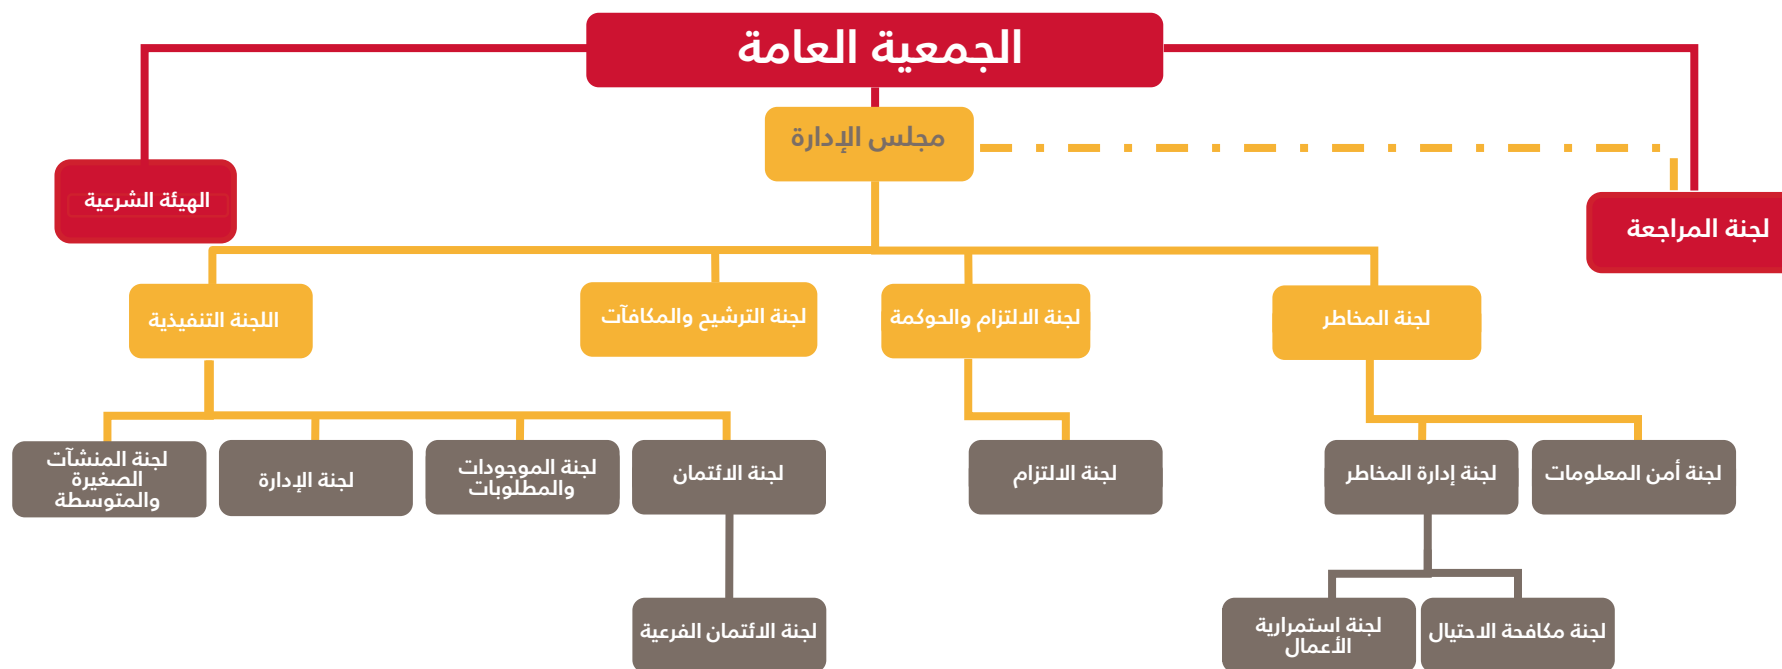 الجمعية العامة
مجلس الإدارة
لجنة المراجعة
الهيئة الشرعية
لجنة المخاطر
لجنة الالتزام والحوكمة
لجنة الترشيح والمكافآت
اللجنة التنفيذية
لجنة أمن المعلومات
لجنة إدارة المخاطر
لجنة الالتزام
لجنة الائتمان
لجنة الموجودات
والمطلوبات
لجنة الإدارة
لجنة المنشآت
الصغيرة
والمتوسطة
لجنة مكافحة الاحتيال
لجنة استمرارية
الأعمال
لجنة الائتمان الفرعية